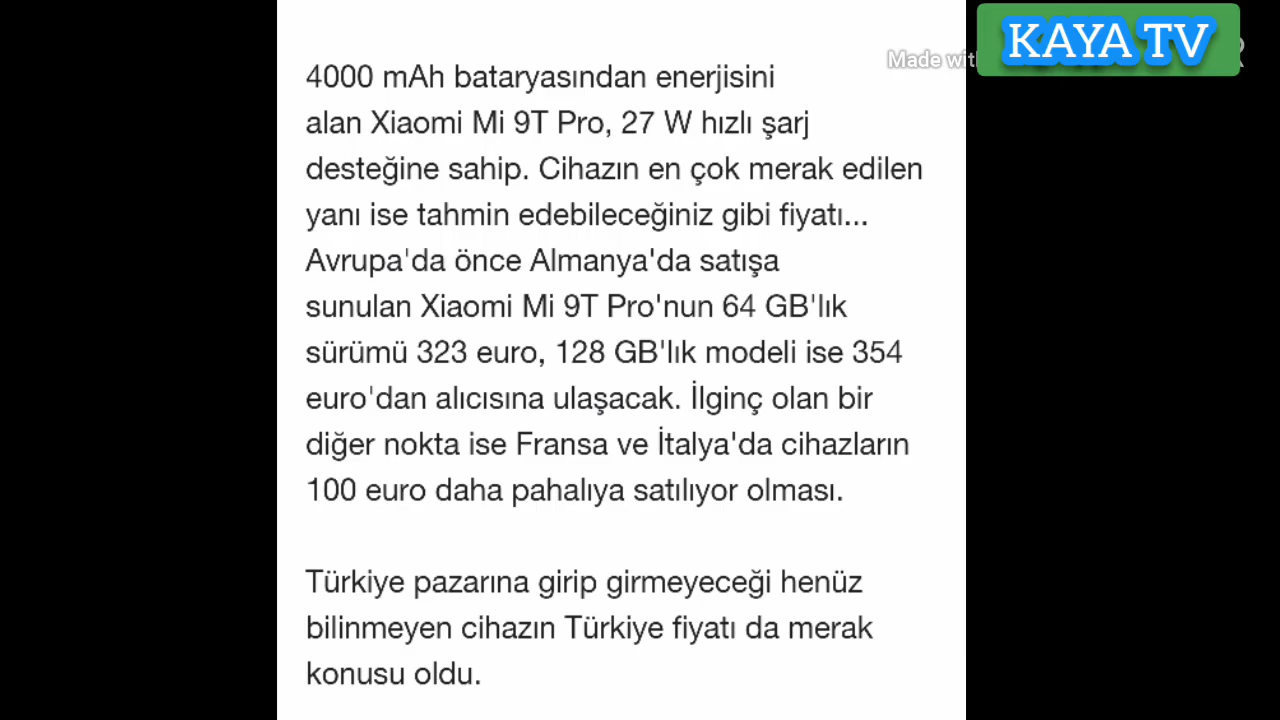 KAYA TV
Made with
4000 mAh bataryasından enerjisini
alan Xiaomi Mi 9T Pro, 27 W hızlı şarj
desteğine sahip. Cihazın en çok merak edilen
yanı ise tahmin edebileceğiniz gibi fiyatı...
Avrupa'da önce Almanya'da satışa
sunulan Xiaomi Mi 9T Pro'nun 64 GB'lık
sürümü 323 euro, 128 GB'lık modeli ise 354
euro'dan alıcısına ulaşacak. İlginç olan bir
diğer nokta ise Fransa ve İtalya'da cihazların
100 euro daha pahalıya satılıyor olması.
Türkiye pazarına girip girmeyeceği henüz
bilinmeyen cihazın Türkiye fiyatı da merak
konusu oldu.